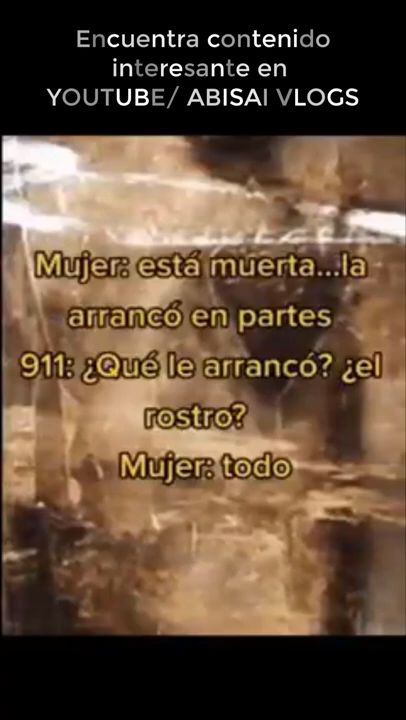 Encuentra contenido
interesante en
YOUTUBE/ ABISAI VLOGS
Mujer: está muerta...la
arrancó en partes
911: ¿Qué le arrancó? ¿el
rostro?
Mujer: todo